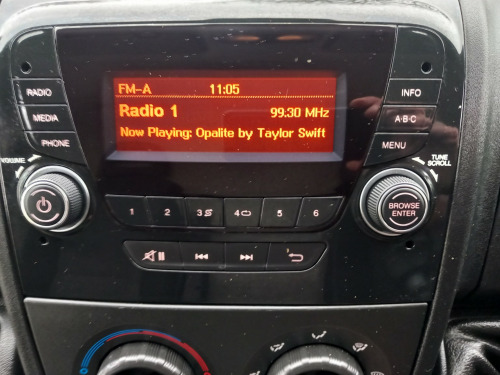 FM-A 11:05
Radio 1 99.30 MHz
Now Playing: Opalite by Taylor Swift
RADIO
MEDIA
PHONE
VOLUME
INFO
A·B·C
MENU
TUNE
SCROLL
BROWSE
ENTER
1 2 3 4 5 6